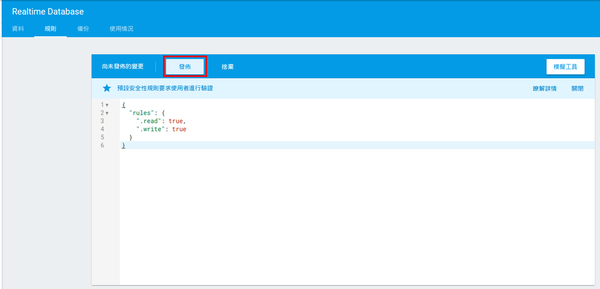 Realtime Database
資料 規則 備份 使用情況
尚未發佈的變更 發佈 捨棄 模擬工具
預設安全性規則要求使用者進行驗證 瞭解詳情 關閉
1 {
2 "rules": {
3 ".read": true,
4 ".write": true
5 }
6 }